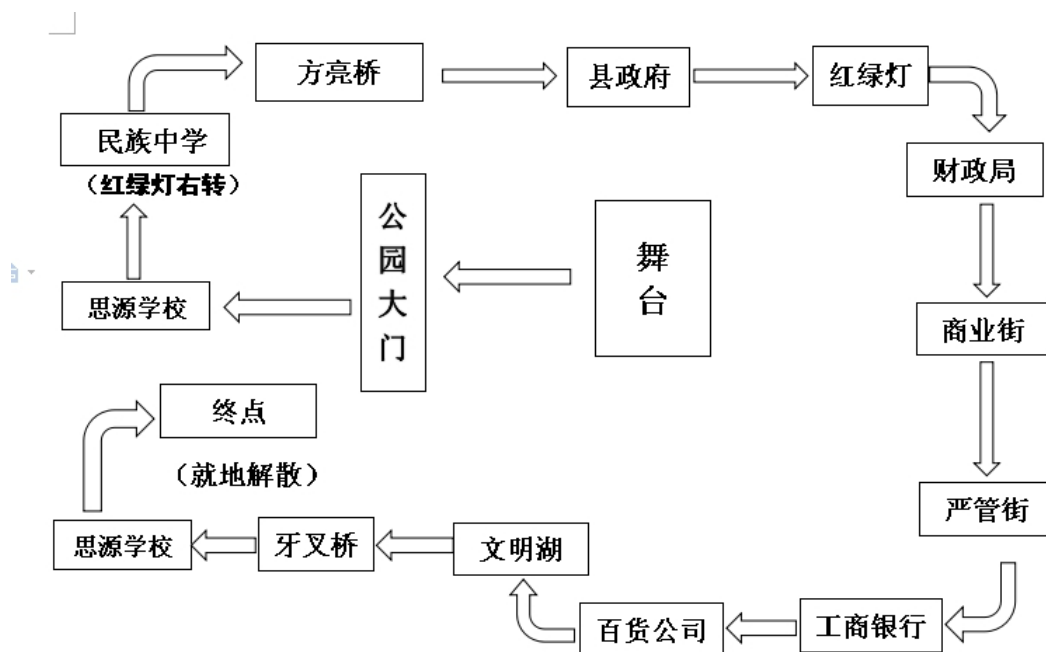 方亮桥
县政府
红绿灯
民族中学
（红绿灯右转）
财政局
公园大门
舞台
思源学校
商业街
终点
（就地解散）
严管街
思源学校
牙叉桥
文明湖
百货公司
工商银行